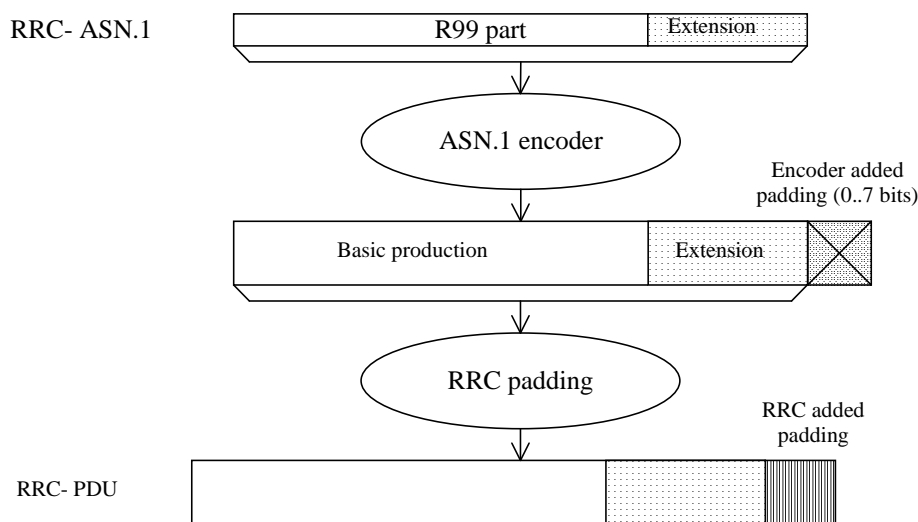 RRC- ASN.1
R99 part
Extension
ASN.1 encoder
Encoder added
padding (0..7 bits)
Basic production
Extension
RRC padding
RRC added
padding
RRC- PDU